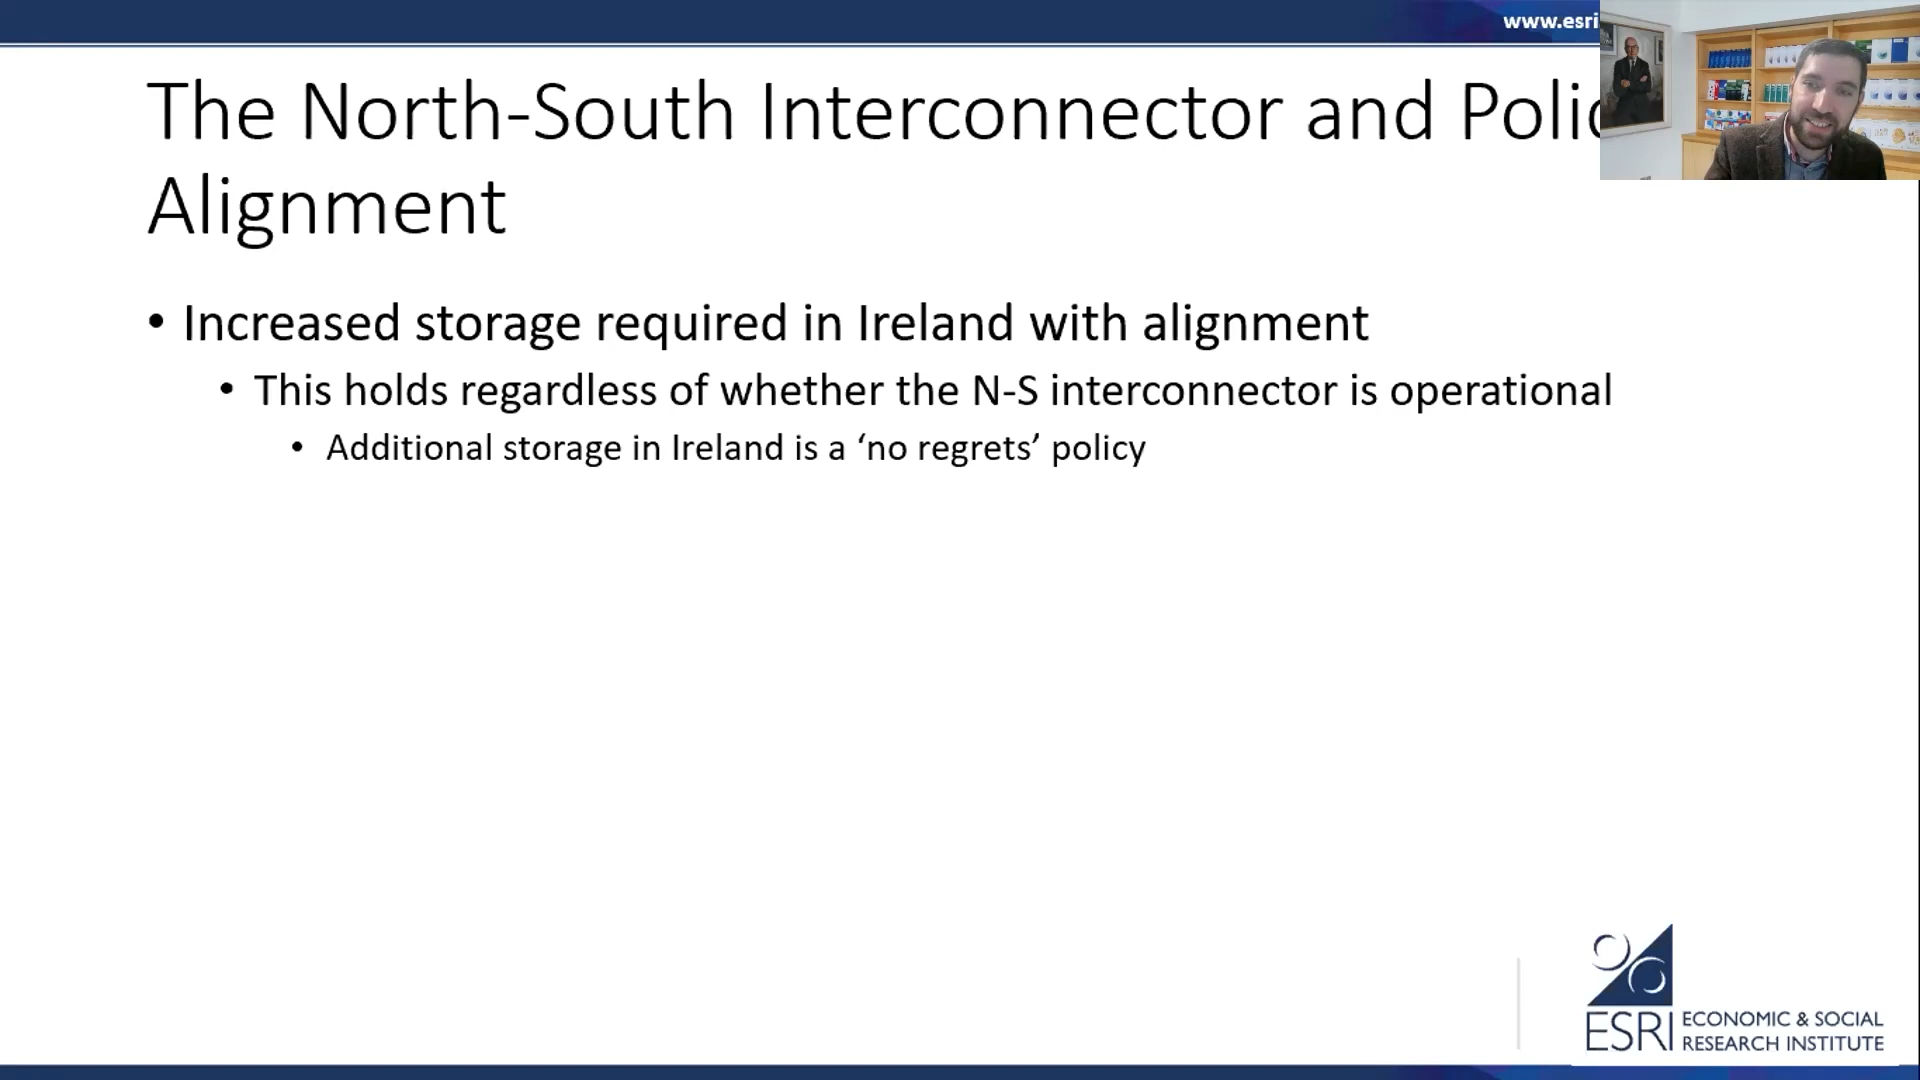 www.esri
The North-South Interconnector and Polic
Alignment
• Increased storage required in Ireland with alignment
• This holds regardless of whether the N-S interconnector is operational
• Additional storage in Ireland is a ‘no regrets’ policy
ESRI
ECONOMIC & SOCIAL
RESEARCH INSTITUTE